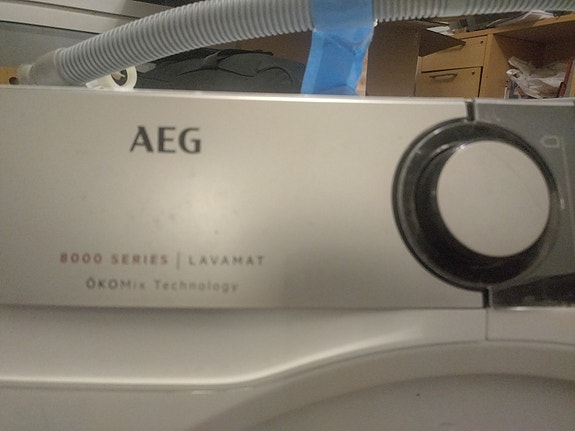 AEG
8000 SERIES | LAVAMAT
ÖKOMix Technology